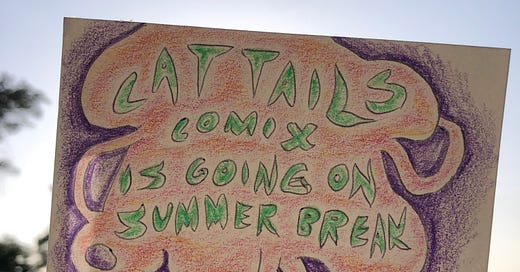 CAT TAILS
COMIX
IS GOING ON
SUMMER BREAK